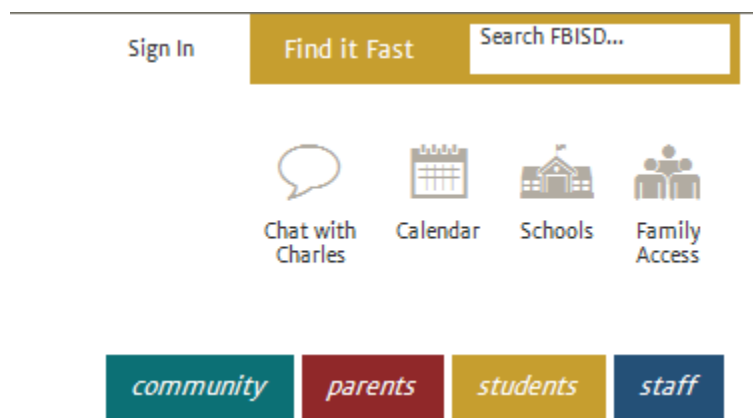 Sign In
Find it Fast
Search FBISD...
Chat with
Charles
Calendar
Schools
Family
Access
community
parents
students
staff